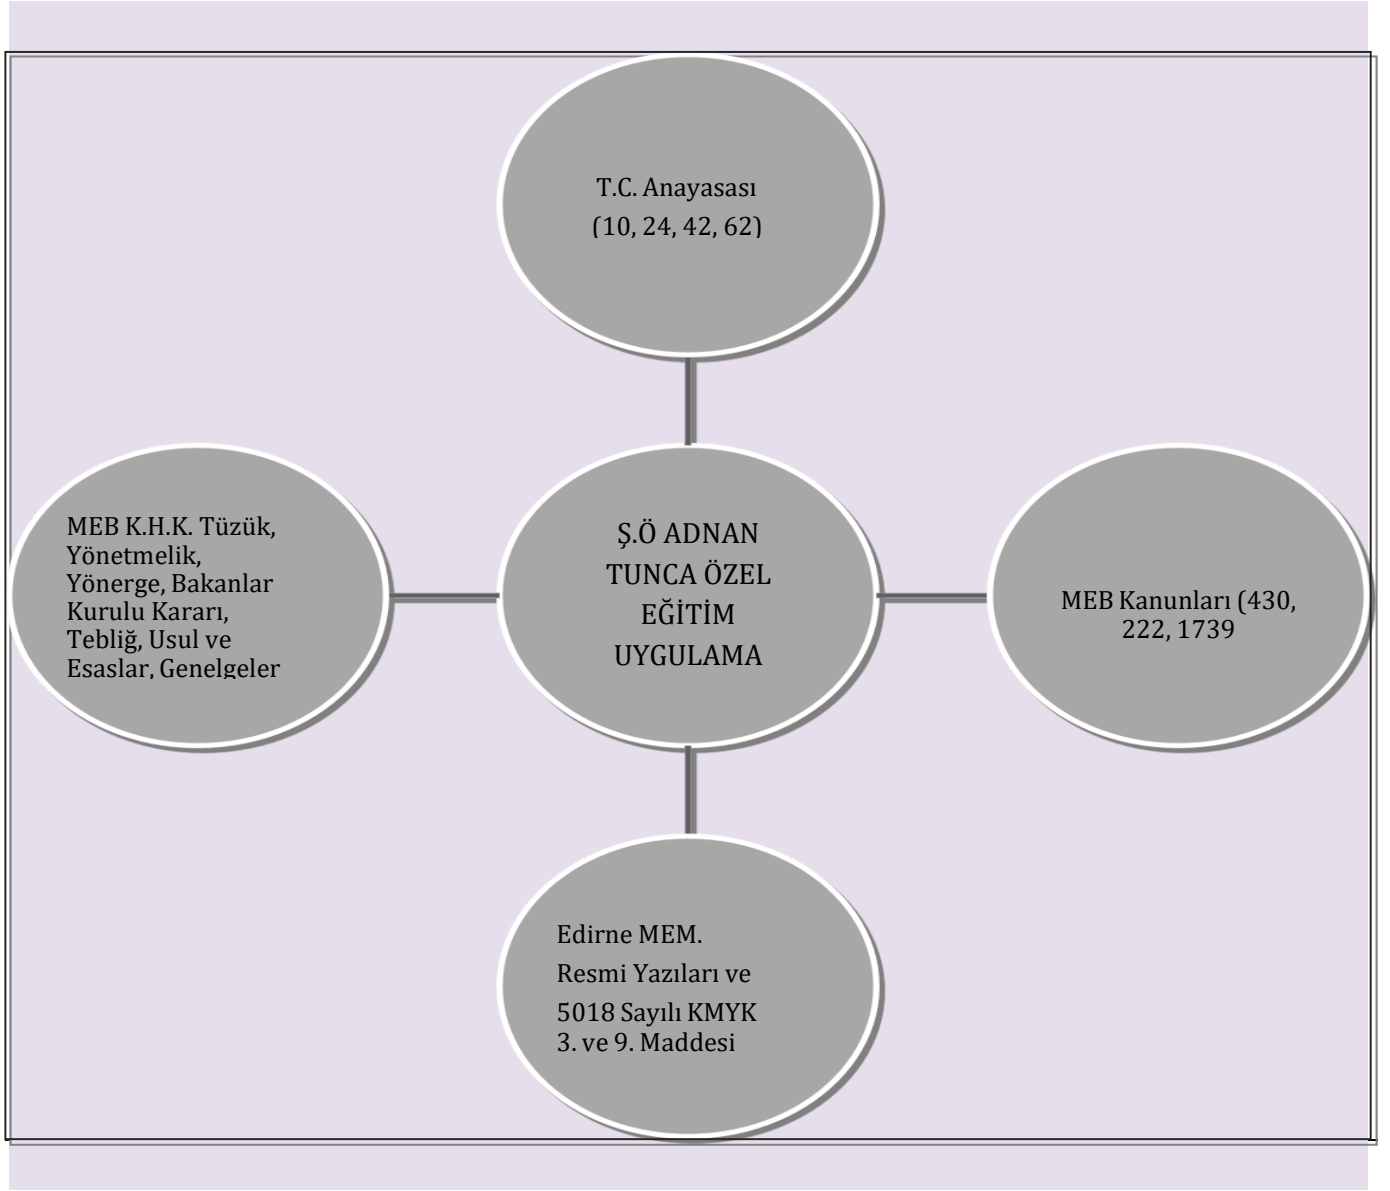 T.C. Anayasası
(10, 24, 42, 62)
MEB K.H.K. Tüzük,
Yönetmelik,
Yönerge, Bakanlar
Kurulu Kararı,
Tebliğ, Usul ve
Esaslar, Genelgeler
Ş.Ö ADNAN
TUNCA ÖZEL
EĞİTİM
UYGULAMA
MEB Kanunları (430,
222, 1739
Edirne MEM.
Resmi Yazıları ve
5018 Sayılı KMYK
3. ve 9. Maddesi